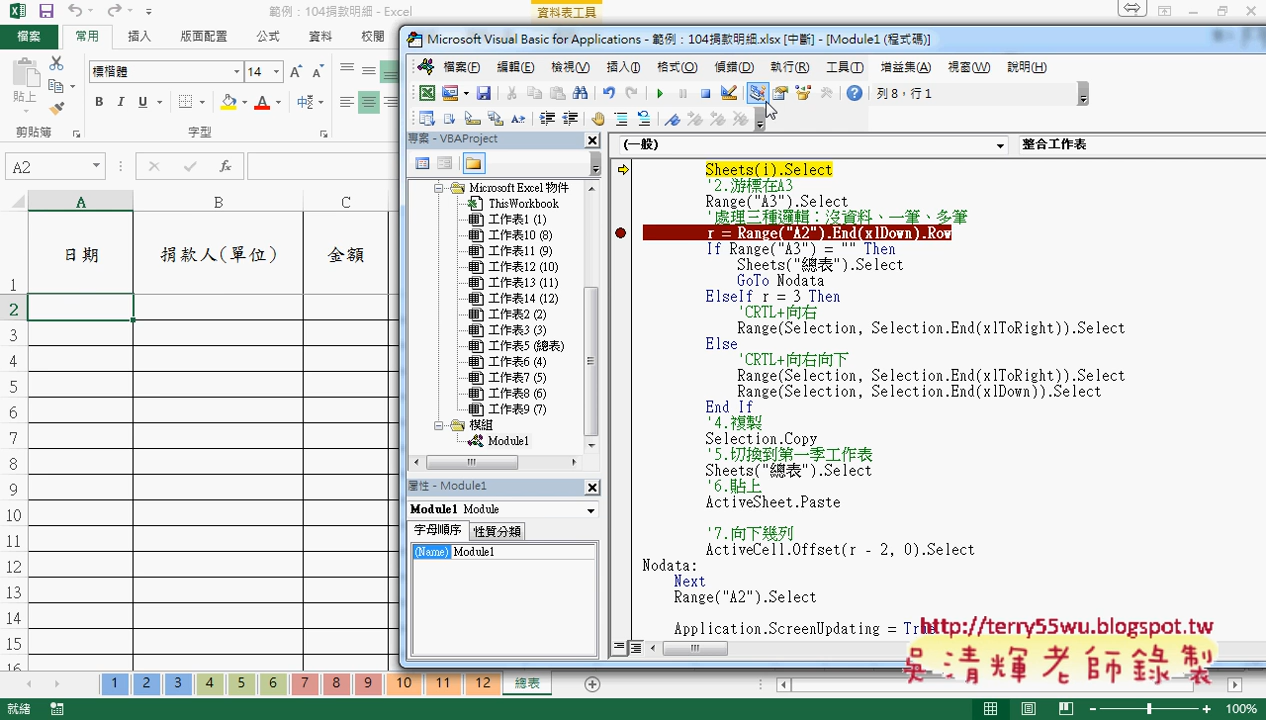 範例：104捐款明細 - Excel
資料表工具
檔案
常用
插入
版面配置
公式
資料
校閱
貼上
標楷體
14
B I U
中
剪貼簿
字型
A2
fx
A B C
1 日期 捐款人(單位) 金額
2
3
4
5
6
7
8
9
10
11
12
13
14
15
16
1 2 3 4 5 6 7 8 9 10 11 12 總表
就緒
100%
Microsoft Visual Basic for Applications - 範例：104捐款明細.xlsx [中斷] - [Module1 (程式碼)]
檔案(F) 編輯(E) 檢視(V) 插入(I) 格式(O) 偵錯(D) 執行(R) 工具(T) 增益集(A) 視窗(W) 說明(H)
列 8，行 1
專案 - VBAProject
Microsoft Excel 物件
ThisWorkbook
工作表1 (1)
工作表10 (8)
工作表11 (9)
工作表12 (10)
工作表13 (11)
工作表14 (12)
工作表2 (2)
工作表3 (3)
工作表5 (總表)
工作表6 (4)
工作表7 (5)
工作表8 (6)
工作表9 (7)
模組
Module1
屬性 - Module1
Module1 Module
字母順序 性質分類
(Name) Module1
(一般)
整合工作表
Sheets(i).Select
'2.游標在A3
Range("A3").Select
'處理三種邏輯：沒資料、一筆、多筆
r = Range("A2").End(xlDown).Row
If Range("A3") = "" Then
Sheets("總表").Select
GoTo Nodata
ElseIf r = 3 Then
'CRTL+向右
Range(Selection, Selection.End(xlToRight)).Select
Else
'CRTL+向右向下
Range(Selection, Selection.End(xlToRight)).Select
Range(Selection, Selection.End(xlDown)).Select
End If
'4.複製
Selection.Copy
'5.切換到第一季工作表
Sheets("總表").Select
'6.貼上
ActiveSheet.Paste
'7.向下幾列
ActiveCell.Offset(r - 2, 0).Select
Nodata:
Next
Range("A2").Select
Application.ScreenUpdating = True
http://terry55wu.blogspot.tw
吳清輝老師錄製